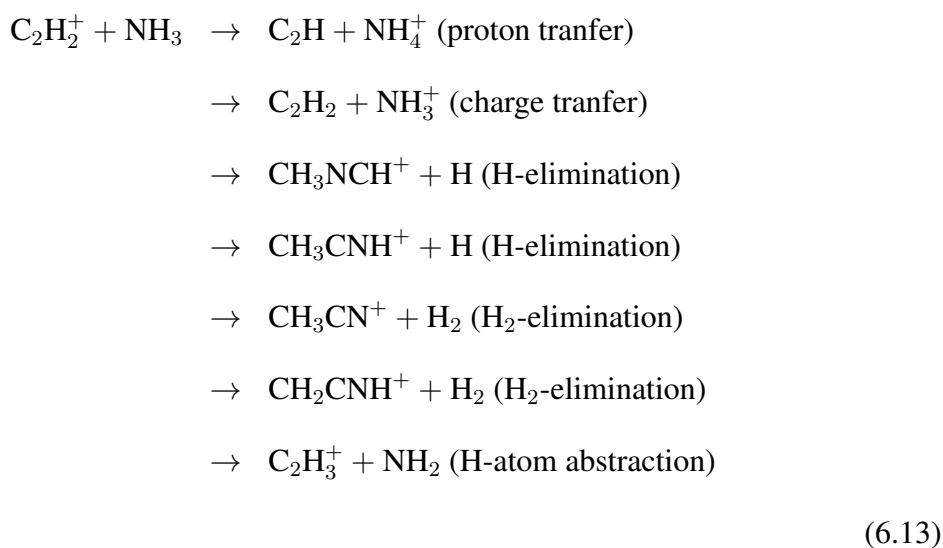 C₂H₂⁺ + NH₃ → C₂H + NH₄⁺ (proton tranfer)
→ C₂H₂ + NH₃⁺ (charge tranfer)
→ CH₃NCH⁺ + H (H-elimination)
→ CH₃CNH⁺ + H (H-elimination)
→ CH₃CN⁺ + H₂ (H₂-elimination)
→ CH₂CNH⁺ + H₂ (H₂-elimination)
→ C₂H₃⁺ + NH₂ (H-atom abstraction)
(6.13)